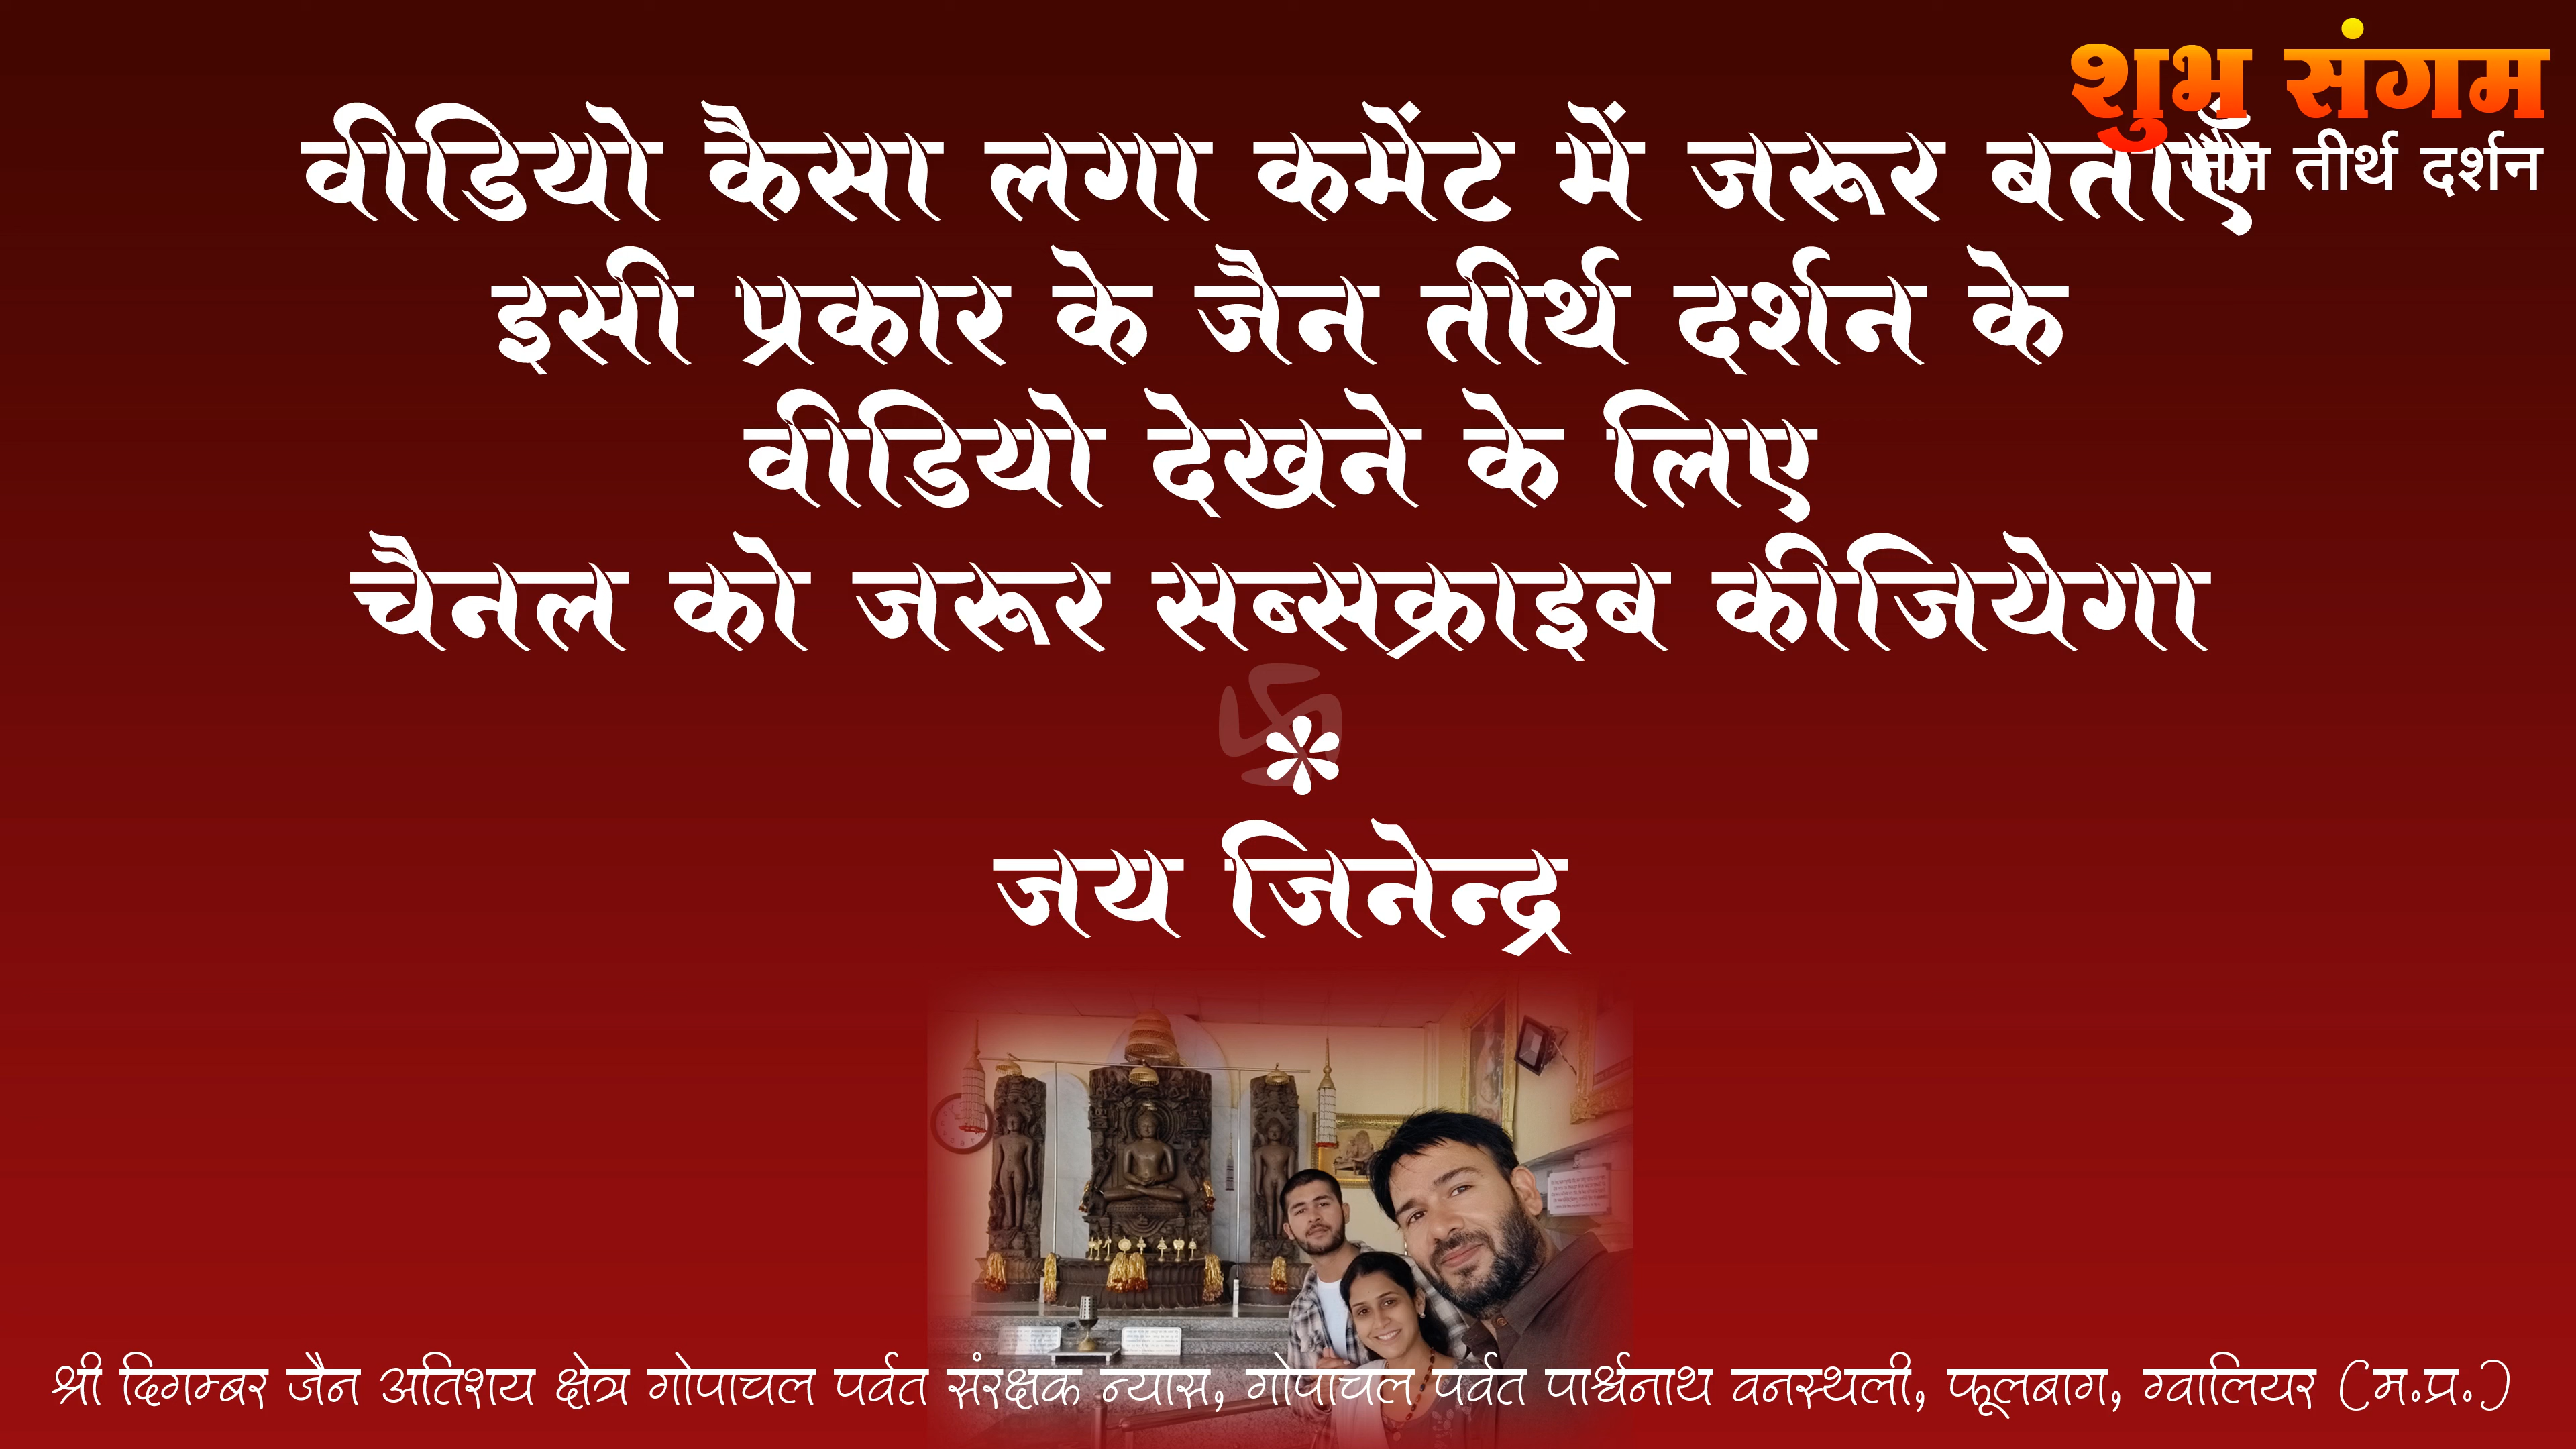 शुभ संगम
जैन तीर्थ दर्शन
वीडियो कैसा लगा कमेंट में जरूर बताएँ
इसी प्रकार के जैन तीर्थ दर्शन के
वीडियो देखने के लिए
चैनल को जरूर सब्सक्राइब कीजियेगा
*
जय जिनेन्द्र
श्री दिगम्बर जैन अतिशय क्षेत्र गोपाचल पर्वत संरक्षक न्यास, गोपाचल पर्वत पार्श्वनाथ वनस्थली, फूलबाग, ग्वालियर (म.प्र.)